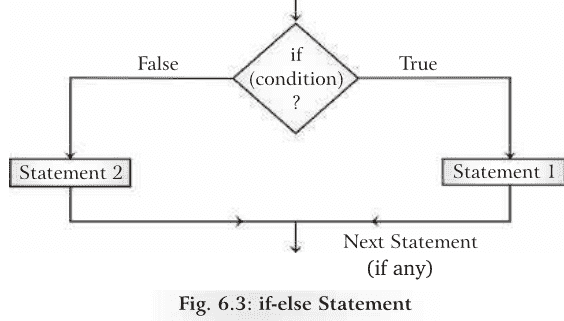 if
False
(condition)
True
?
Statement 2
Statement 1
Next Statement
(if any)
Fig. 6.3: if-else Statement